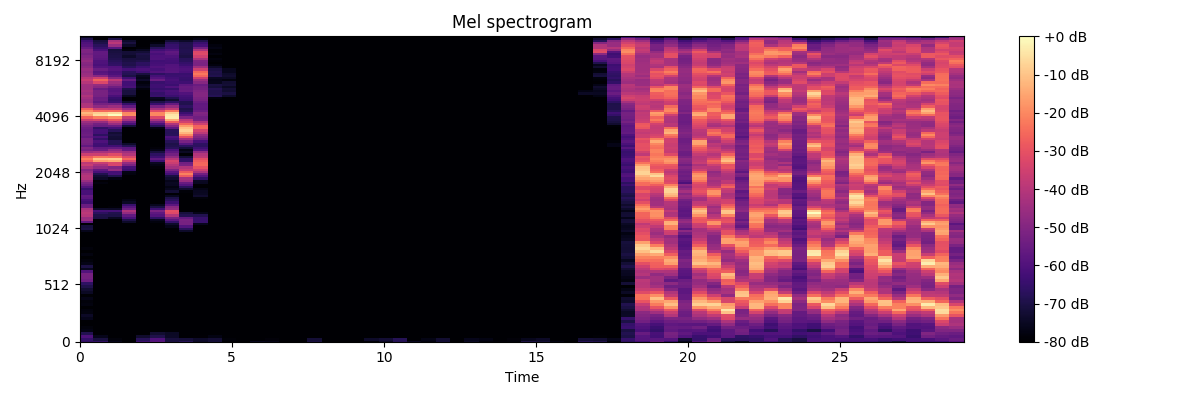 Mel spectrogram
8192
4096
2048
1024
512
0
Hz
0 5 10 15 20 25
Time
+0 dB
-10 dB
-20 dB
-30 dB
-40 dB
-50 dB
-60 dB
-70 dB
-80 dB